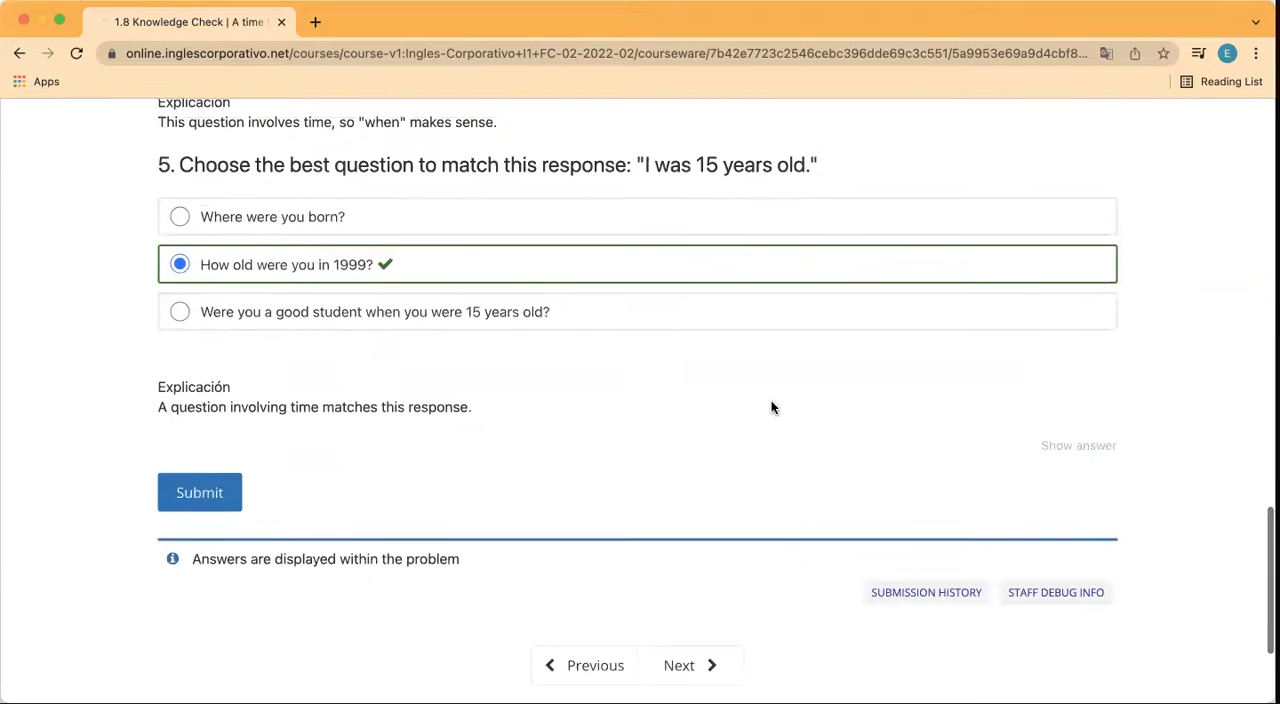 1.8 Knowledge Check | A time
online.inglescorporativo.net/courses/course-v1:Ingles-Corporativo+I1+FC-02-2022-02/courseware/7b42e7723c2546cebc396dde69c3c551/5a9953e69a9d4cbf8...
E
Apps
Reading List
Explicación
This question involves time, so "when" makes sense.
5. Choose the best question to match this response: "I was 15 years old."
Where were you born?
How old were you in 1999?
Were you a good student when you were 15 years old?
Explicación
A question involving time matches this response.
Show answer
Submit
Answers are displayed within the problem
SUBMISSION HISTORY
STAFF DEBUG INFO
Previous
Next